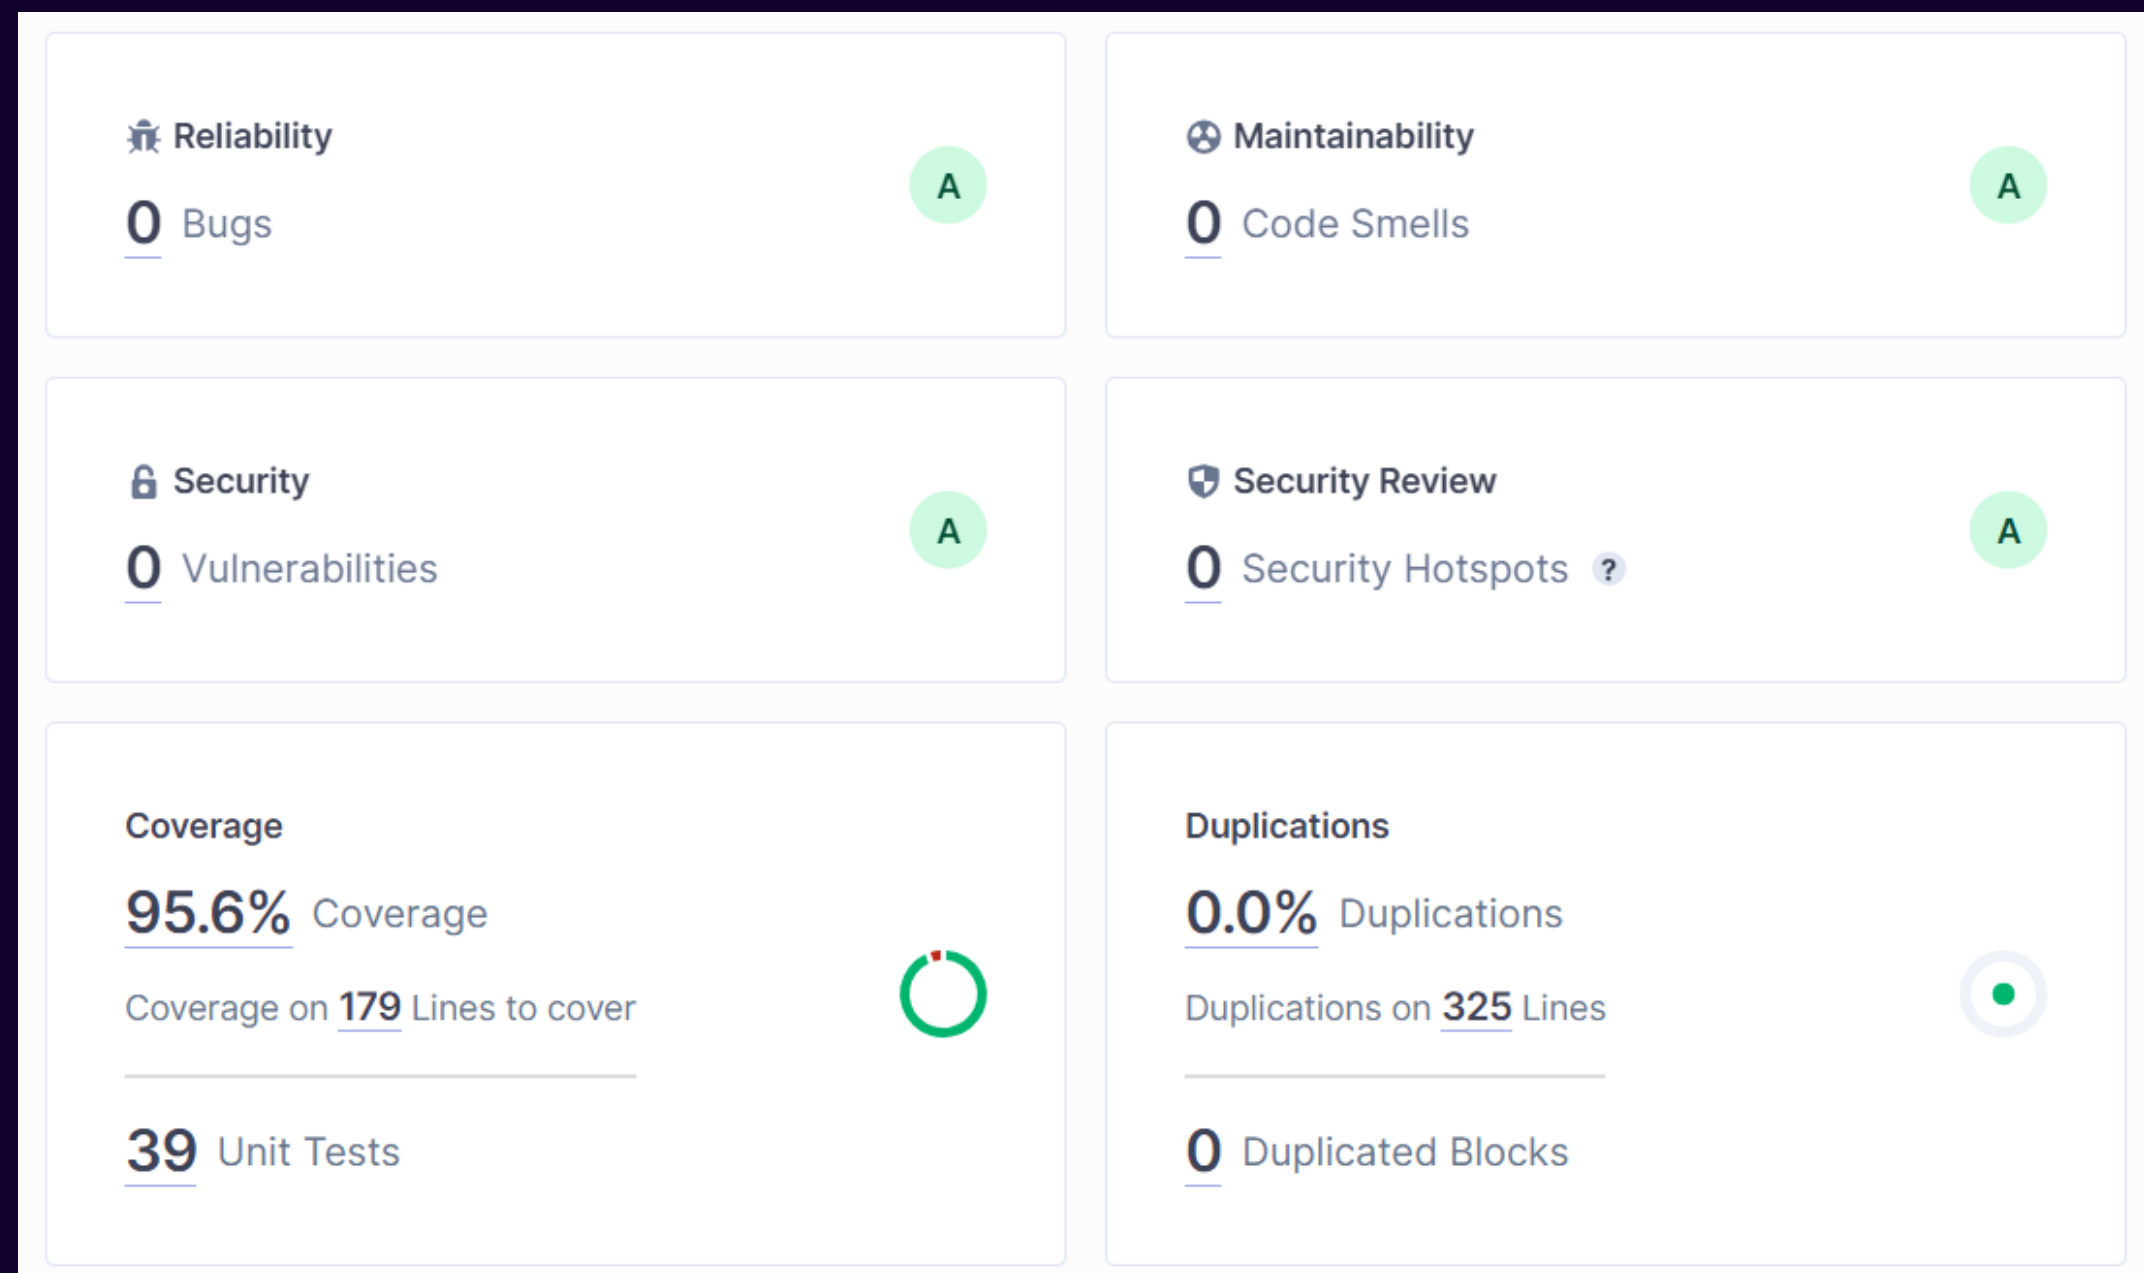 Reliability
A
0 Bugs
Maintainability
A
0 Code Smells
Security
A
0 Vulnerabilities
Security Review
A
0 Security Hotspots ?
Coverage
95.6% Coverage
Coverage on 179 Lines to cover
39 Unit Tests
Duplications
0.0% Duplications
Duplications on 325 Lines
0 Duplicated Blocks